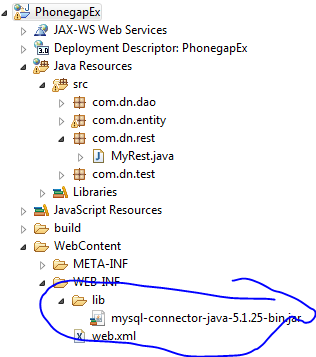 PhonegapEx
JAX-WS Web Services
3.0 Deployment Descriptor: PhonegapEx
Java Resources
src
com.dn.dao
com.dn.entity
com.dn.rest
MyRest.java
com.dn.test
Libraries
JavaScript Resources
build
WebContent
META-INF
WEB-INF
lib
mysql-connector-java-5.1.25-bin.jar
web.xml